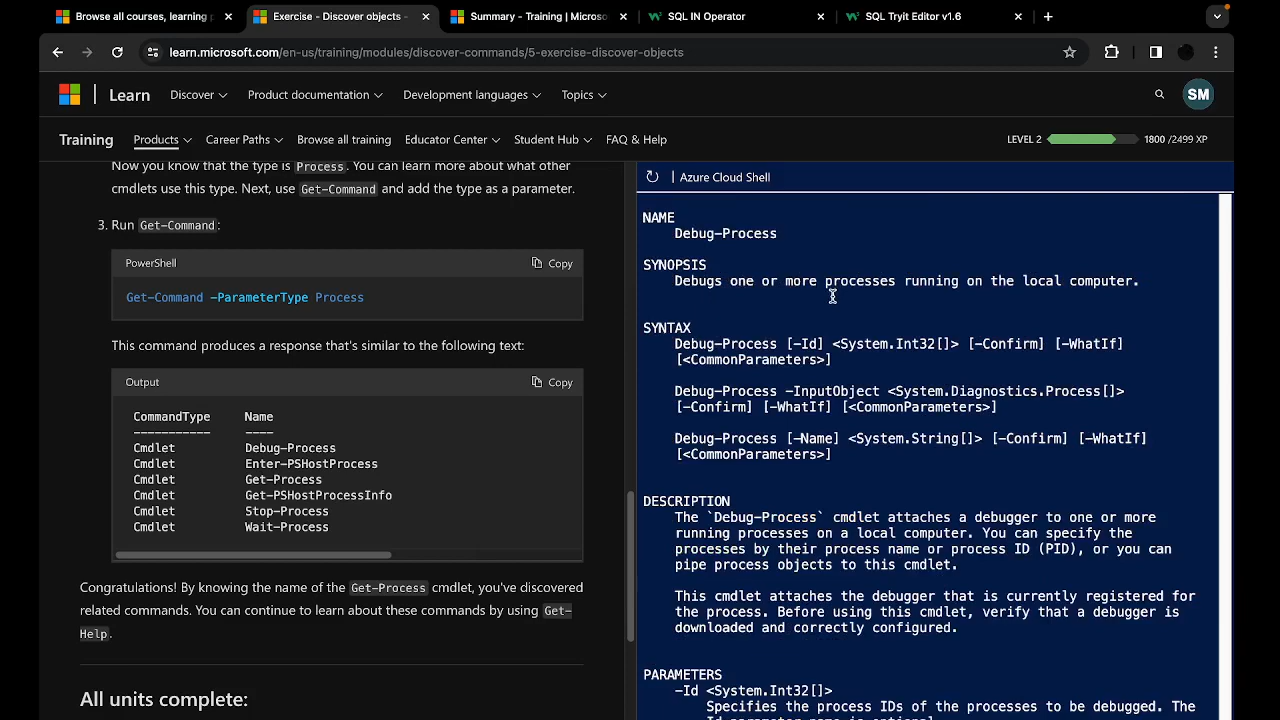 Browse all courses, learning p
Exercise - Discover objects -
Summary - Training | Microso
SQL IN Operator
SQL Tryit Editor v1.6
learn.microsoft.com/en-us/training/modules/discover-commands/5-exercise-discover-objects
Learn
Discover
Product documentation
Development languages
Topics
SM
Training
Products
Career Paths
Browse all training
Educator Center
Student Hub
FAQ & Help
LEVEL 2
1800 /2499 XP
Now you know that the type is Process. You can learn more about what other
cmdlets use this type. Next, use Get-Command and add the type as a parameter.
3. Run Get-Command:
PowerShell
Copy
Get-Command -ParameterType Process
This command produces a response that's similar to the following text:
Output
Copy
CommandType Name
----------- ----
Cmdlet Debug-Process
Cmdlet Enter-PSHostProcess
Cmdlet Get-Process
Cmdlet Get-PSHostProcessInfo
Cmdlet Stop-Process
Cmdlet Wait-Process
Congratulations! By knowing the name of the Get-Process cmdlet, you've discovered
related commands. You can continue to learn about these commands by using Get-
Help.
All units complete:
Azure Cloud Shell
NAME
Debug-Process
SYNOPSIS
Debugs one or more processes running on the local computer.
SYNTAX
Debug-Process [-Id] <System.Int32[]> [-Confirm] [-WhatIf]
[<CommonParameters>]
Debug-Process -InputObject <System.Diagnostics.Process[]>
[-Confirm] [-WhatIf] [<CommonParameters>]
Debug-Process [-Name] <System.String[]> [-Confirm] [-WhatIf]
[<CommonParameters>]
DESCRIPTION
The `Debug-Process` cmdlet attaches a debugger to one or more
running processes on a local computer. You can specify the
processes by their process name or process ID (PID), or you can
pipe process objects to this cmdlet.
This cmdlet attaches the debugger that is currently registered for
the process. Before using this cmdlet, verify that a debugger is
downloaded and correctly configured.
PARAMETERS
-Id <System.Int32[]>
Specifies the process IDs of the processes to be debugged. The
Id parameter name is optional